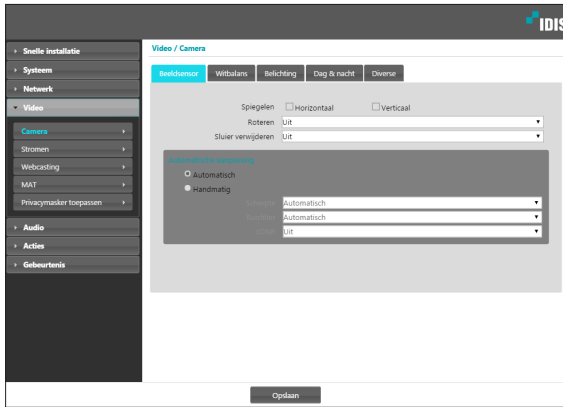 IDIS
Snelle installatie
Systeem
Netwerk
Video
Camera
Stromen
Webcasting
MAT
Privacymasker toepassen
Audio
Acties
Gebeurtenis
Video / Camera
Beeldsensor Witbalans Belichting Dag & nacht Diverse
Spiegelen Horizontaal Verticaal
Roteren Uit
Sluier verwijderen Uit
Automatisch
Handmatig
Automatisch
Automatisch
Uit
Opslaan